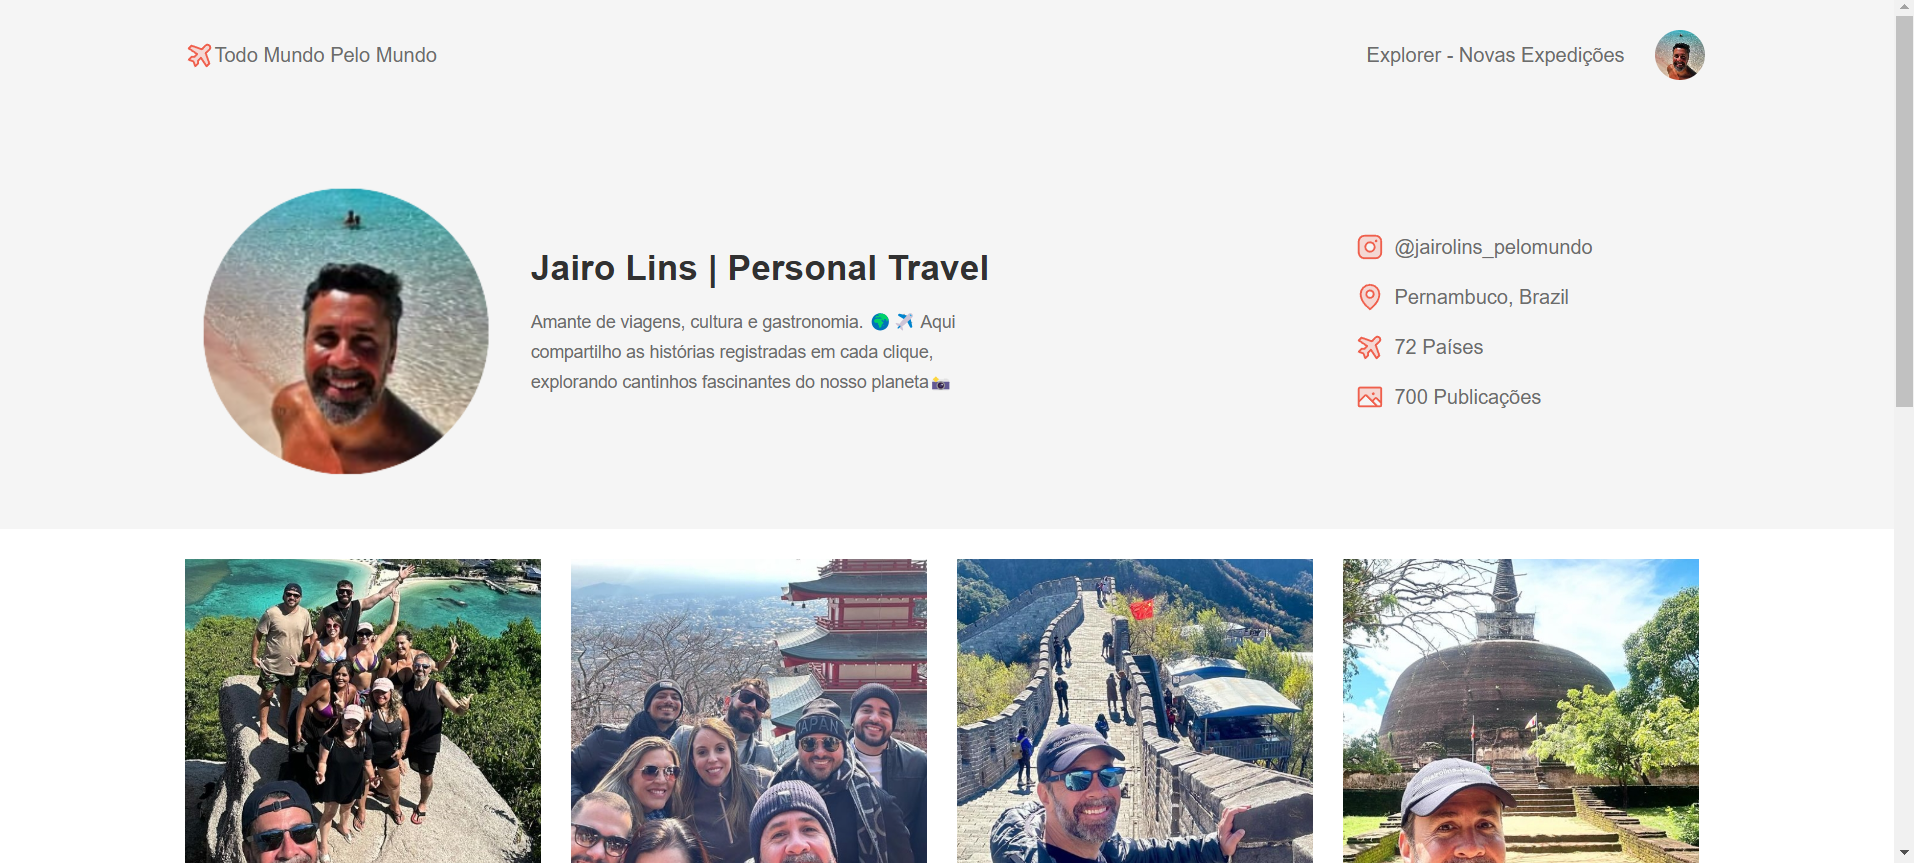 Todo Mundo Pelo Mundo
Explorer - Novas Expedições
Jairo Lins | Personal Travel
Amante de viagens, cultura e gastronomia. 🌍 ✈️ Aqui
compartilho as histórias registradas em cada clique,
explorando cantinhos fascinantes do nosso planeta📸
@jairolins_pelomundo
Pernambuco, Brazil
72 Países
700 Publicações
JAPAN